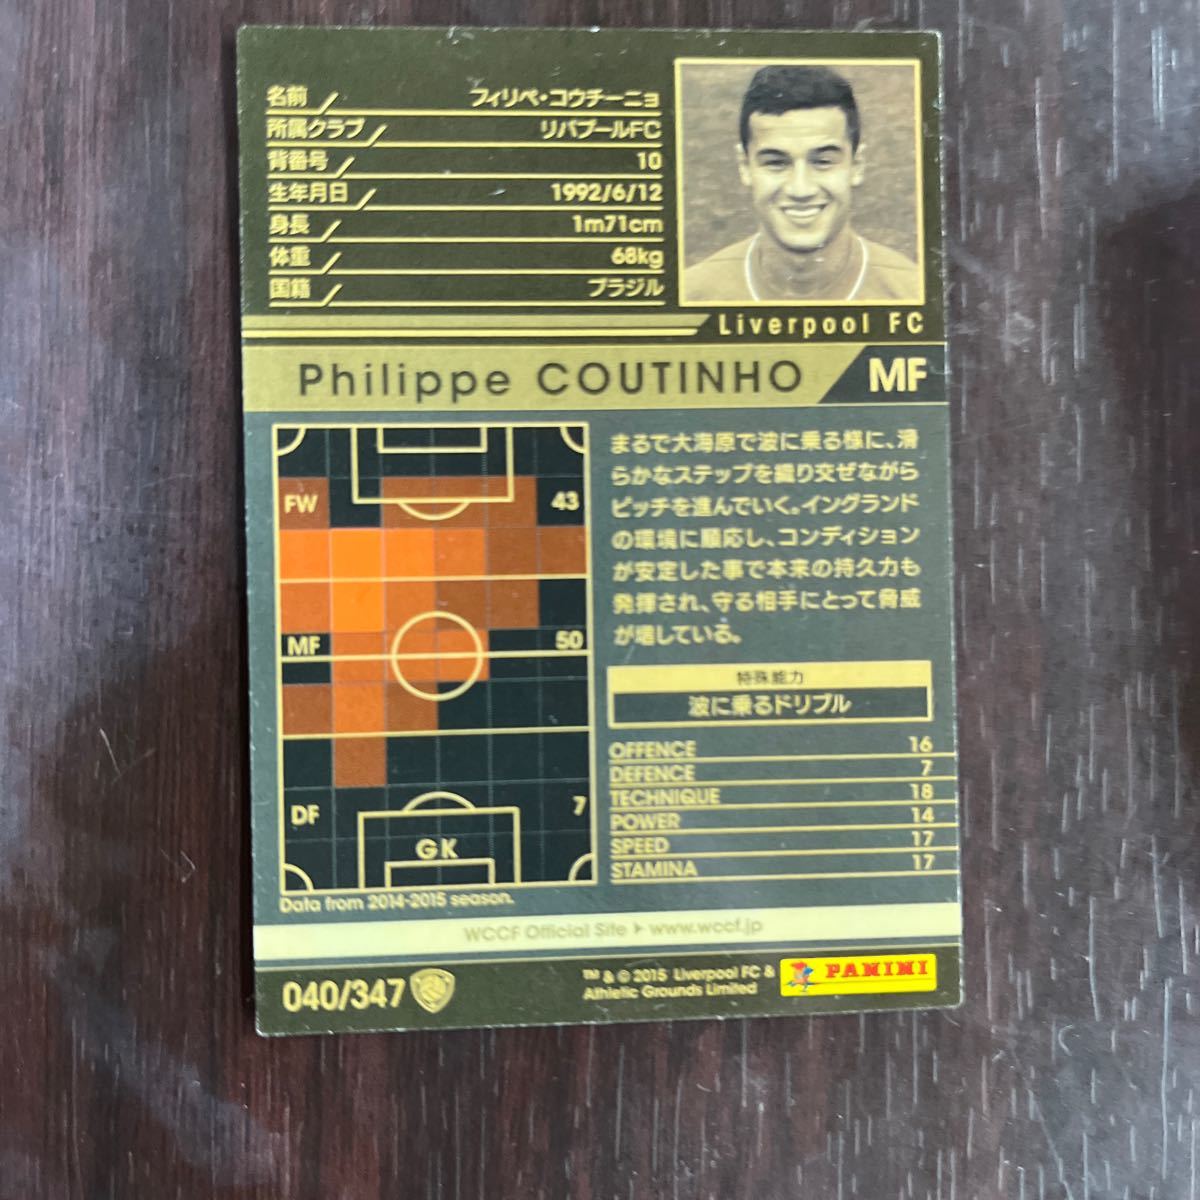 名前 フィリペ・コウチーニョ
所属クラブ リバプールFC
背番号 10
生年月日 1992/6/12
身長 1m71cm
体重 68kg
国籍 ブラジル
Liverpool FC
Philippe COUTINHO MF
FW 43
MF 50
DF 7
GK
Data from 2014-2015 season.
まるで大海原で波に乗る様に、滑
らかなステップを織り交ぜながら
ピッチを進んでいく。イングランド
の環境に順応し、コンディション
が安定した事で本来の持久力も
発揮され、守る相手にとって脅威
が増している。
特殊能力
波に乗るドリブル
OFFENCE 16
DEFENCE 7
TECHNIQUE 18
POWER 14
SPEED 17
STAMINA 17
WCCF Official Site ▶ www.wccf.jp
040/347
™ & © 2015 Liverpool FC &
Athletic Grounds Limited
PANINI